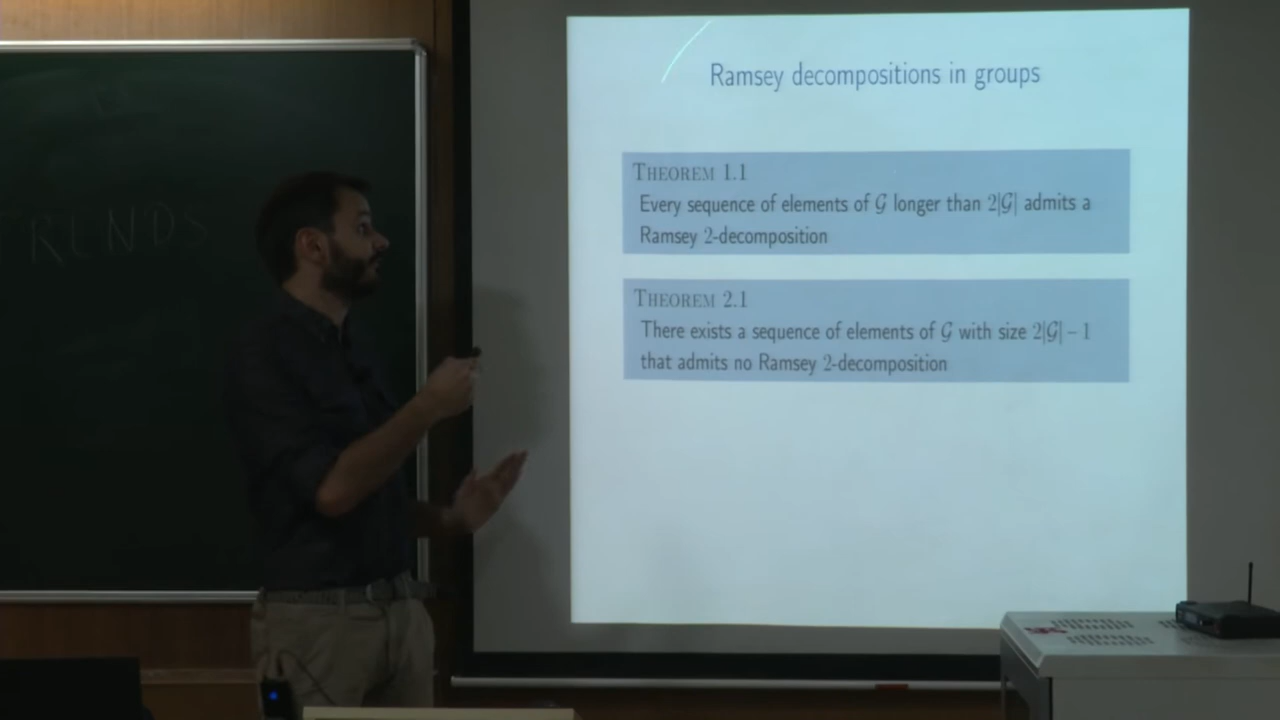 TRENDS
Ramsey decompositions in groups
THEOREM 1.1
Every sequence of elements of 𝒢 longer than 2|𝒢| admits a
Ramsey 2-decomposition
THEOREM 2.1
There exists a sequence of elements of 𝒢 with size 2|𝒢| – 1
that admits no Ramsey 2-decomposition